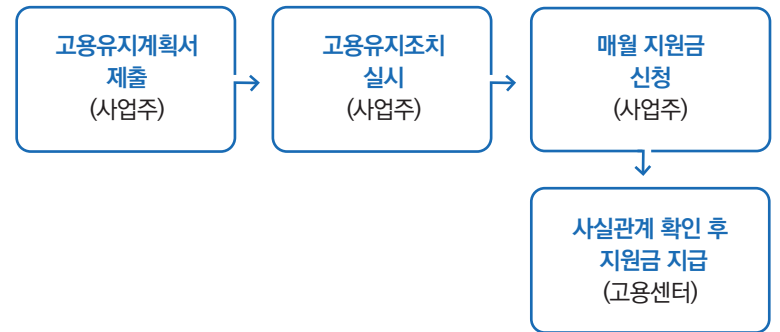 고용유지계획서
제출
(사업주)
고용유지조치
실시
(사업주)
매월 지원금
신청
(사업주)
사실관계 확인 후
지원금 지급
(고용센터)